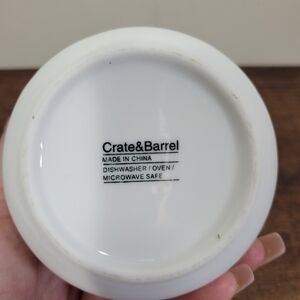 Crate&Barrel
MADE IN CHINA
DISHWASHER / OVEN /
MICROWAVE SAFE